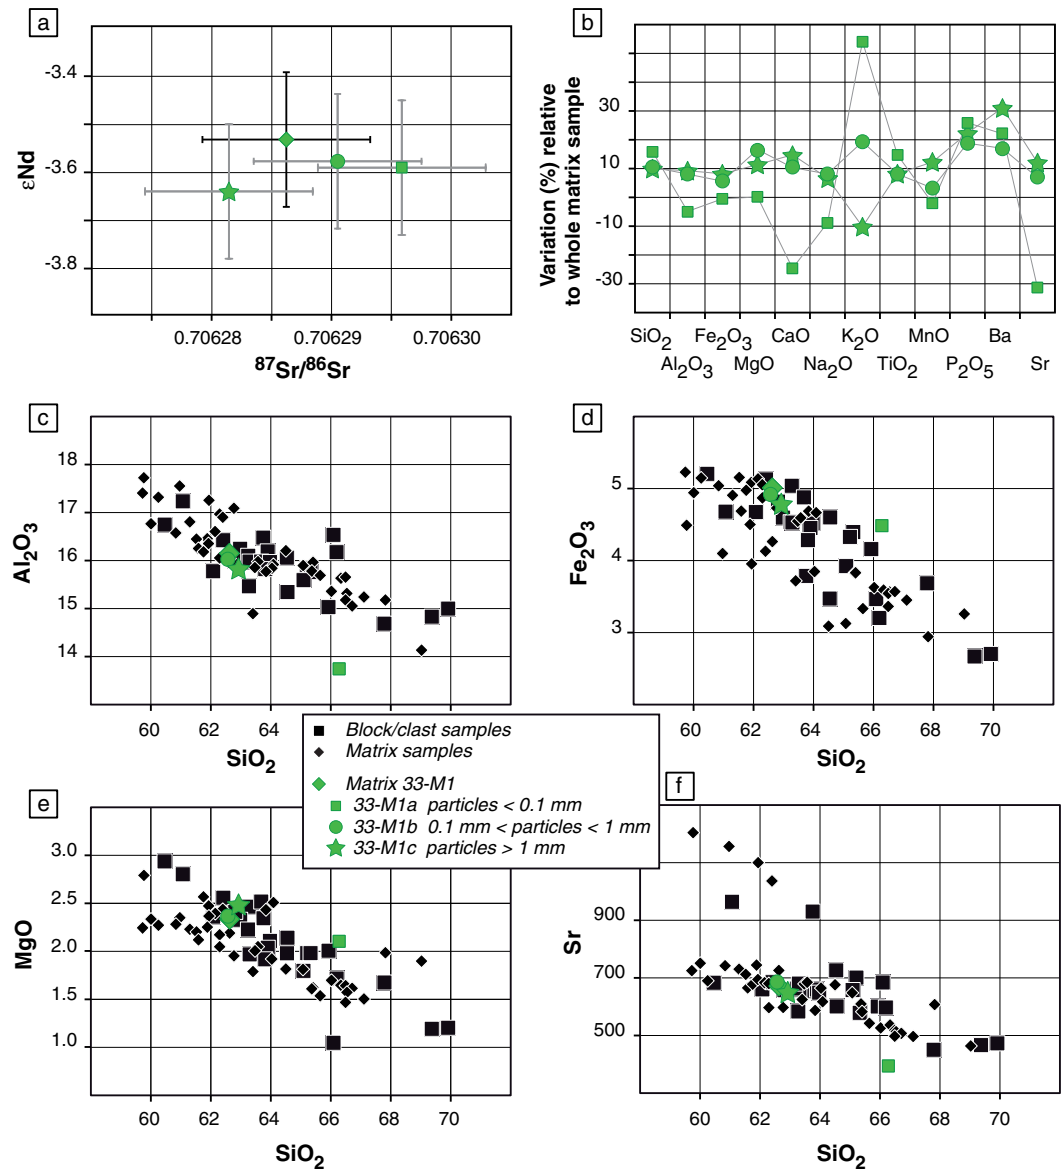 a
εNd
-3.4
-3.6
-3.8
0.70628
0.70629
0.70630
⁸⁷Sr/⁸⁶Sr
b
Variation (%) relative
to whole matrix sample
30
10
-10
-30
SiO₂
Fe₂O₃
CaO
K₂O
MnO
Ba
Al₂O₃
MgO
Na₂O
TiO₂
P₂O₅
Sr
c
Al₂O₃
18
17
16
15
14
60 62 64 66 68 70
SiO₂
d
Fe₂O₃
5
4
3
60 62 64 66 68 70
SiO₂
Block/clast samples
Matrix samples
Matrix 33-M1
33-M1a particles < 0.1 mm
33-M1b 0.1 mm < particles < 1 mm
33-M1c particles > 1 mm
e
MgO
3.0
2.5
2.0
1.5
1.0
60 62 64 66 68 70
SiO₂
f
Sr
900
700
500
60 62 64 66 68 70
SiO₂